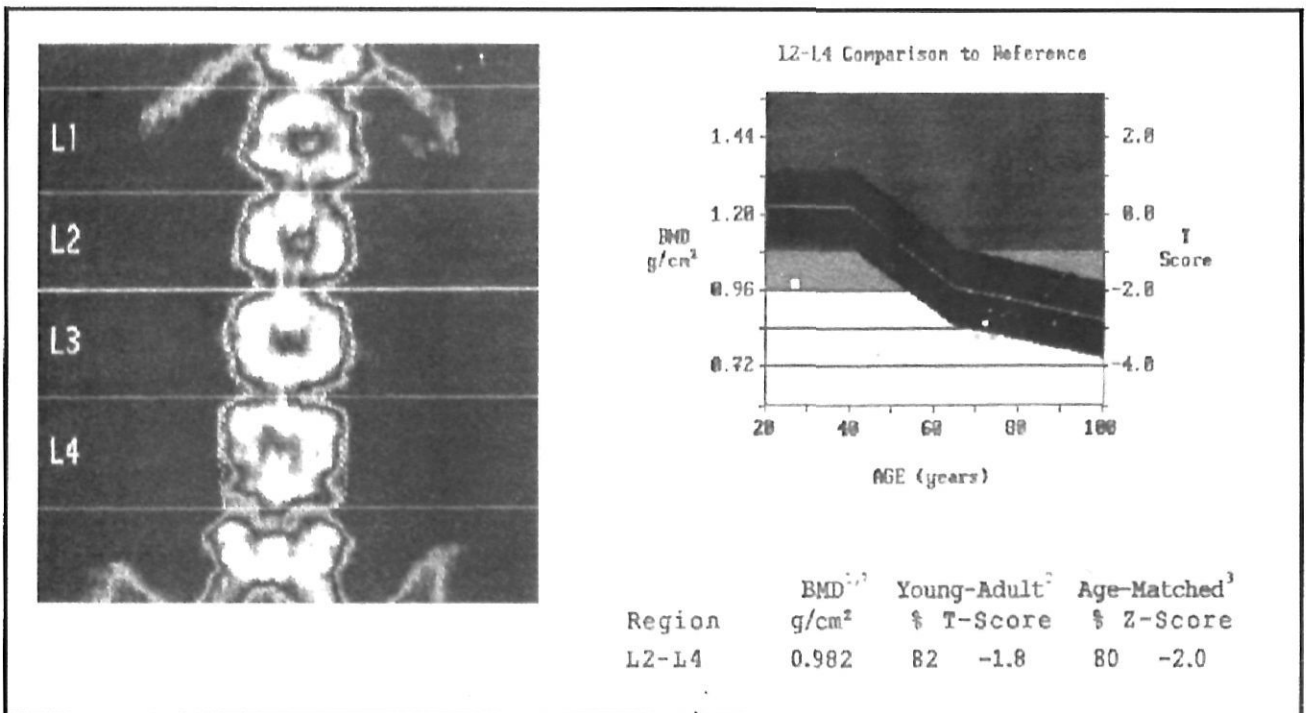 L1
L2
L3
L4
L2-L4 Comparison to Reference
BMD
g/cm²
1.44
1.20
0.96
0.72
2.0
0.0
-2.0
-4.0
T
Score
20 40 60 80 100
AGE (years)
BMD Young-Adult² Age-Matched³
Region g/cm² % T-Score % Z-Score
L2-L4 0.982 82 -1.8 80 -2.0